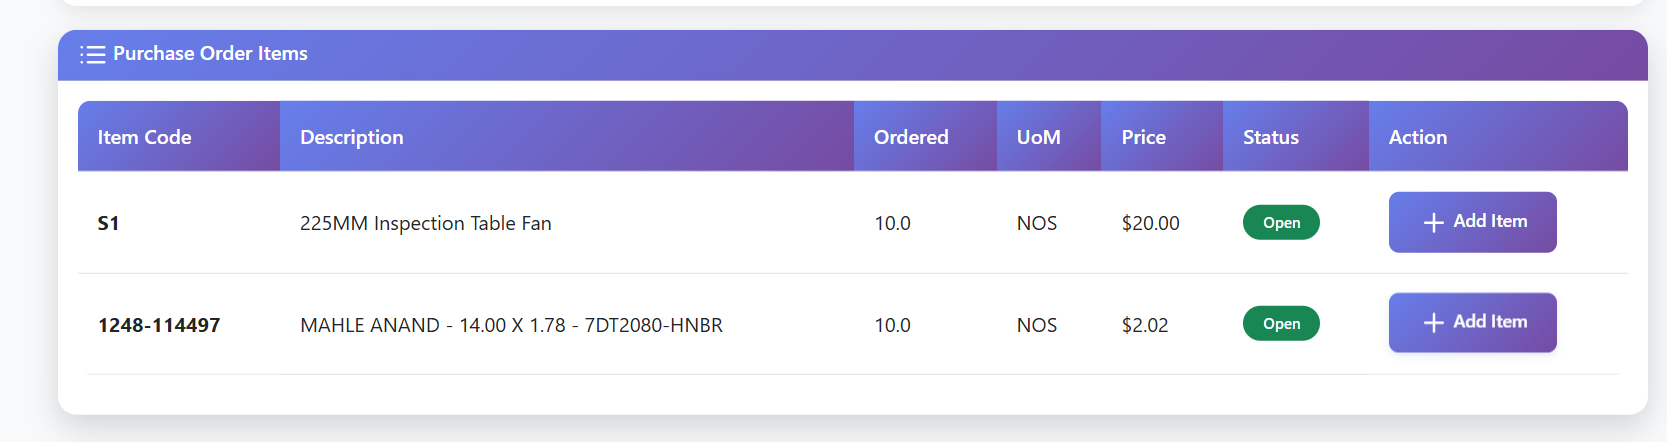 Purchase Order Items
Item Code Description Ordered UoM Price Status Action
S1 225MM Inspection Table Fan 10.0 NOS $20.00 Open + Add Item
1248-114497 MAHLE ANAND - 14.00 X 1.78 - 7DT2080-HNBR 10.0 NOS $2.02 Open + Add Item